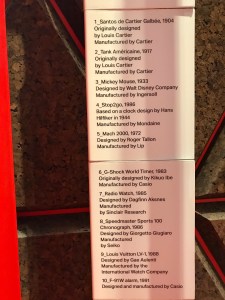 1_Santos de Cartier Galbée, 1904
Originally designed
by Louis Cartier
Manufactured by Cartier
2_Tank Américaine, 1917
Originally designed
by Louis Cartier
Manufactured by Cartier
3_Mickey Mouse, 1933
Designed by Walt Disney Company
Manufactured by Ingersoll
4_Stop2go, 1986
Based on a clock design by Hans
Hilfiker in 1944
Manufactured by Mondaine
5_Mach 2000, 1972
Designed by Roger Tallon
Manufactured by Lip
6_G-Shock World Timer, 1983
Originally designed by Kikuo Ibe
Manufactured by Casio
7_Radio Watch, 1985
Designed by Dagfinn Aksnes
Manufactured
by Sinclair Research
8_Speedmaster Sports 100
Chronograph, 1986
Designed by Giorgetto Giugiaro
Manufactured
by Seiko
9_Louis Vuitton LV-1, 1988
Designed by Gae Aulenti
Manufactured by the
International Watch Company
10_F-91W alarm, 1991
Designed and manufactured by Casio